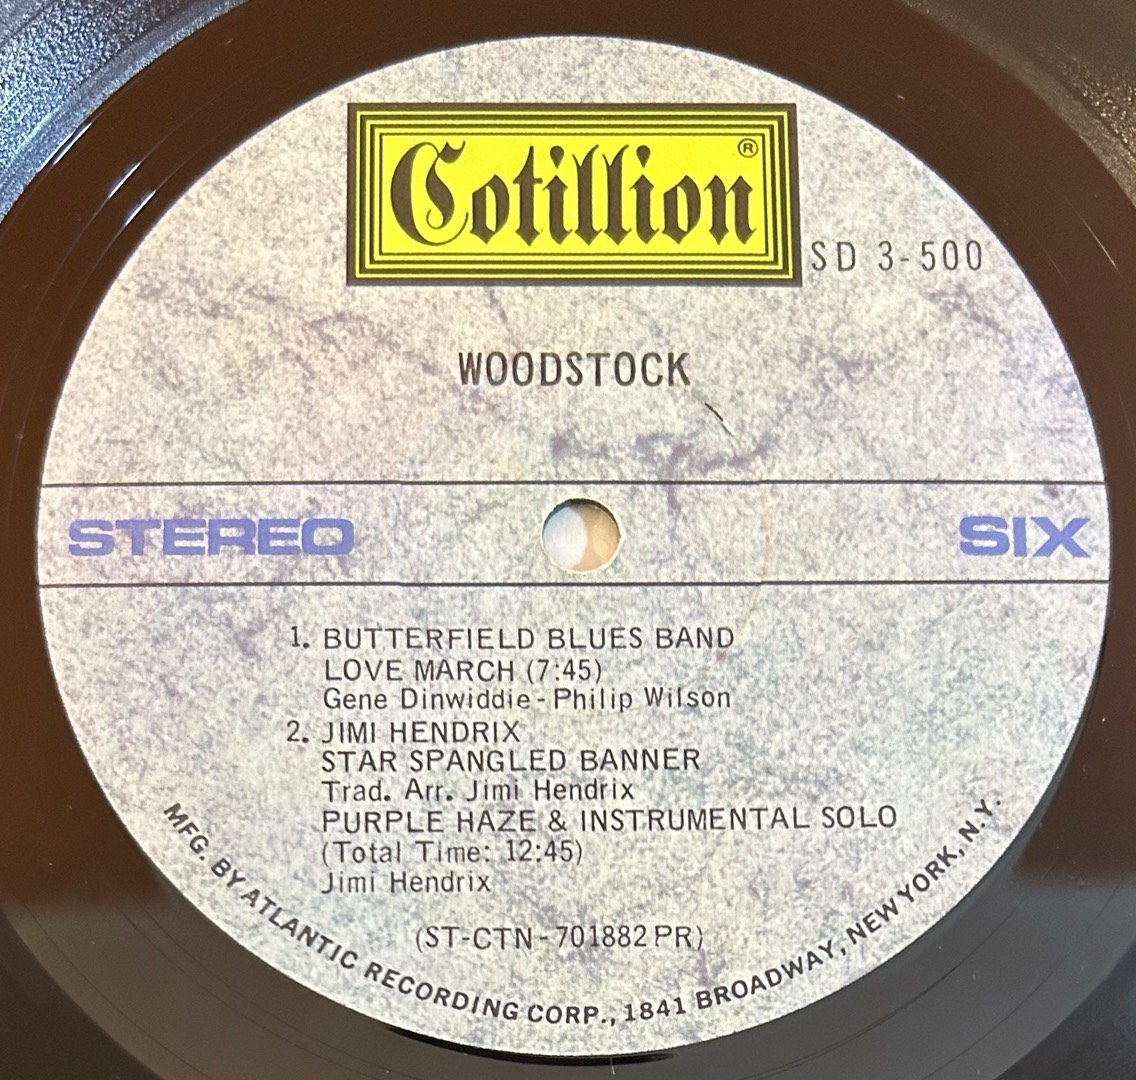 Cotillion®
SD 3-500
WOODSTOCK
STEREO
SIX
1. BUTTERFIELD BLUES BAND
LOVE MARCH (7:45)
Gene Dinwiddie-Philip Wilson
2. JIMI HENDRIX
STAR SPANGLED BANNER
Trad. Arr. Jimi Hendrix
PURPLE HAZE & INSTRUMENTAL SOLO
(Total Time: 12:45)
Jimi Hendrix
(ST-CTN-701882 PR)
MFG. BY ATLANTIC RECORDING CORP., 1841 BROADWAY, NEW YORK, N.Y.